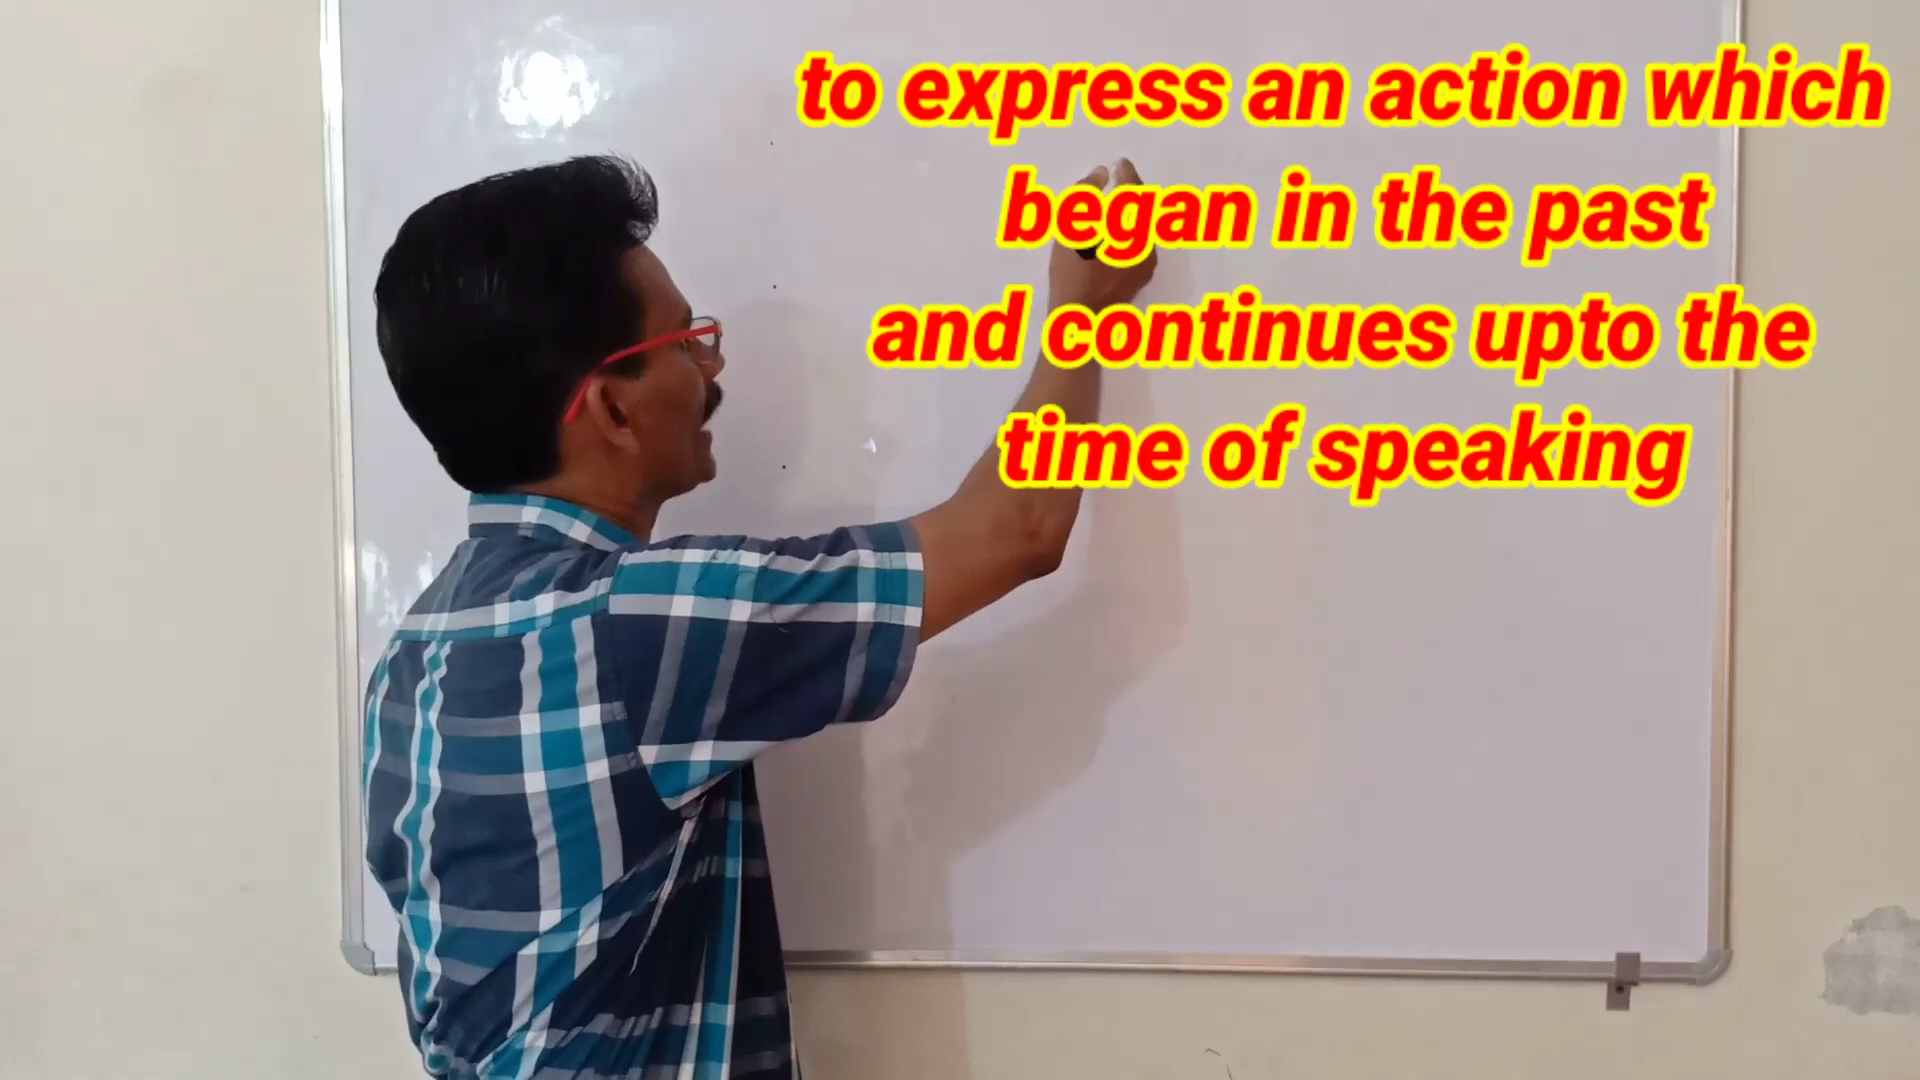 to express an action which
began in the past
and continues upto the
time of speaking